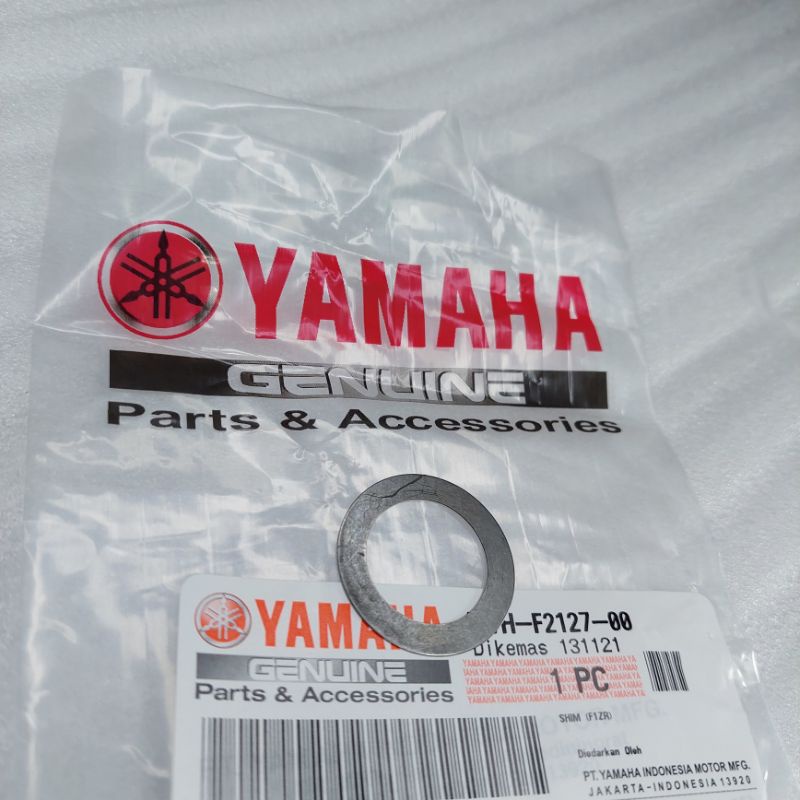 YAMAHA
GENUINE
Parts & Accessories
YAMAHA
GENUINE
Parts & Accessories
H-F2127-00
Dikemas 131121
1 PC
SHIM (F1ZR)
Diedarkan Oleh
PT. YAMAHA INDONESIA MOTOR MFG.
JAKARTA-INDONESIA 13920